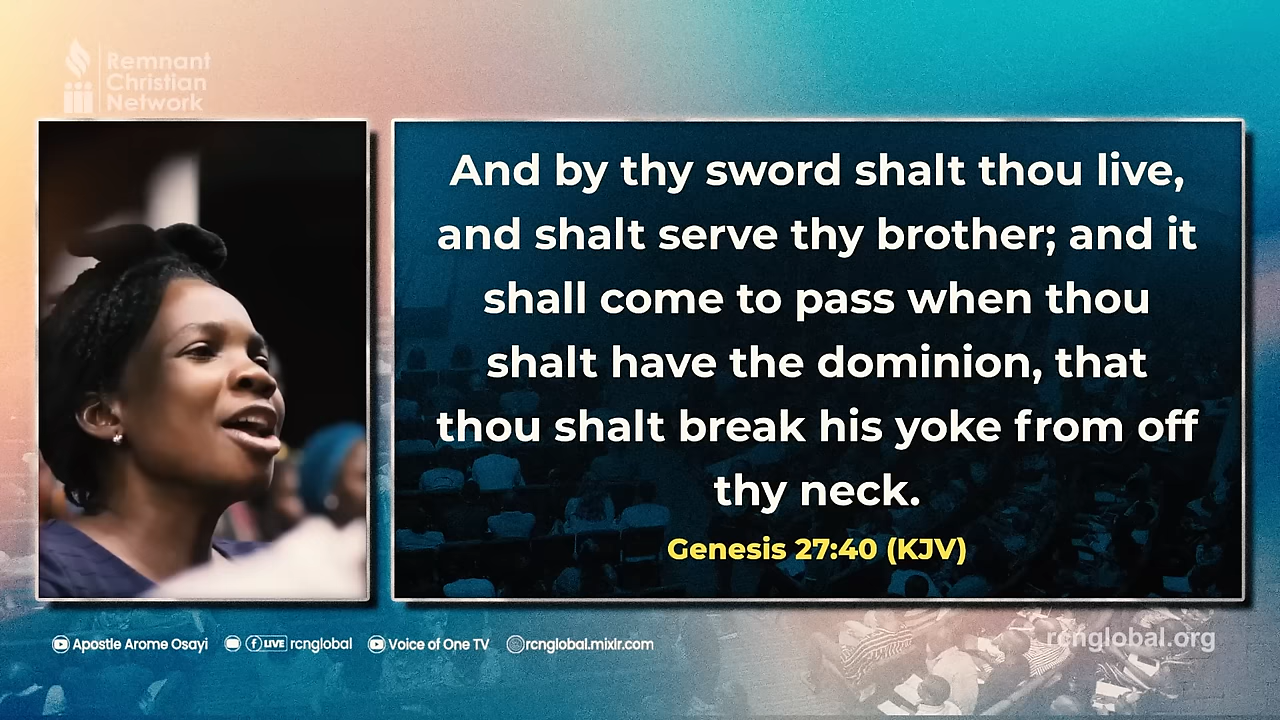 Remnant
Christian
Network
And by thy sword shalt thou live,
and shalt serve thy brother; and it
shall come to pass when thou
shalt have the dominion, that
thou shalt break his yoke from off
thy neck.
Genesis 27:40 (KJV)
Apostle Arome Osayi
LIVE rcnglobal
Voice of One TV
rcnglobal.mixlr.com
rcnglobal.org